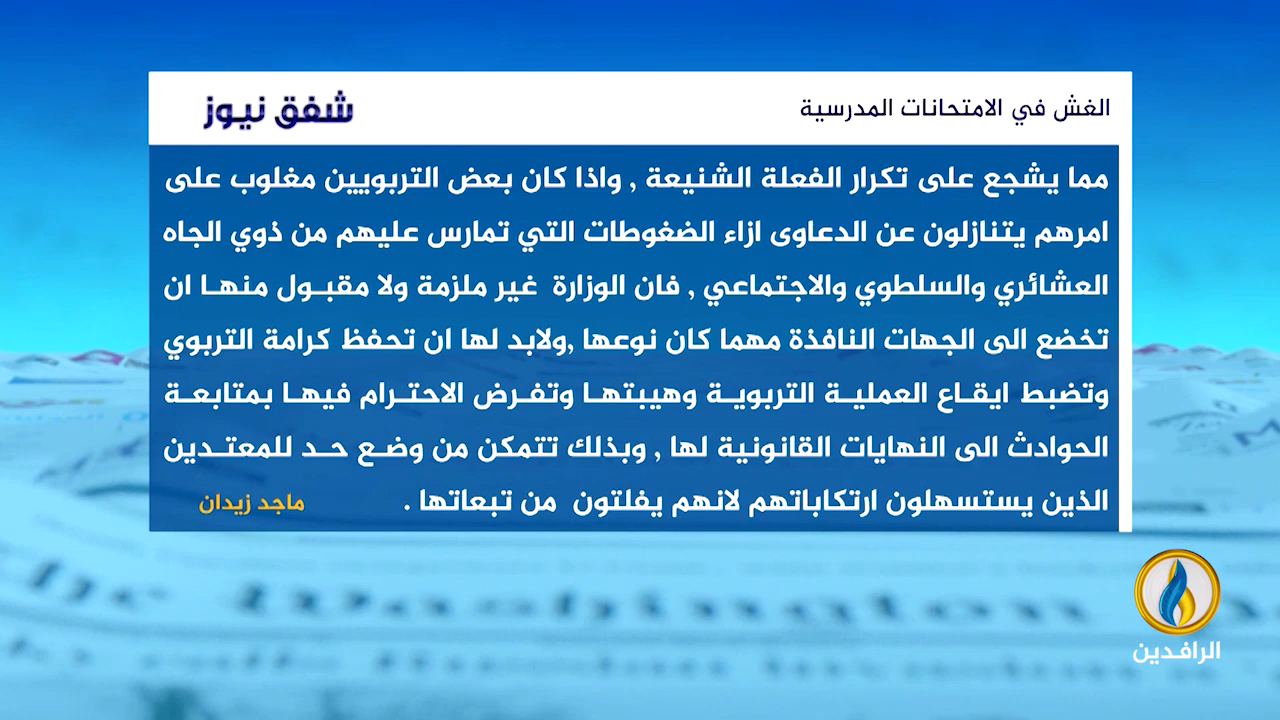 الغش في الامتحانات المدرسية
شفق نيوز
مما يشجع على تكرار الفعلة الشنيعة , واذا كان بعض التربويين مغلوب على
امرهم يتنازلون عن الدعاوى ازاء الضغوطات التي تمارس عليهم من ذوي الجاه
العشائري والسلطوي والاجتماعي , فان الوزارة غير ملزمة ولا مقبول منها ان
تخضع الى الجهات النافذة مهما كان نوعها ,ولابد لها ان تحفظ كرامة التربوي
وتضبط ايقاع العملية التربوية وهيبتها وتفرض الاحترام فيها بمتابعة
الحوادث الى النهايات القانونية لها , وبذلك تتمكن من وضع حد للمعتدين
الذين يستسهلون ارتكاباتهم لانهم يفلتون من تبعاتها .
ماجد زيدان
الرافدين